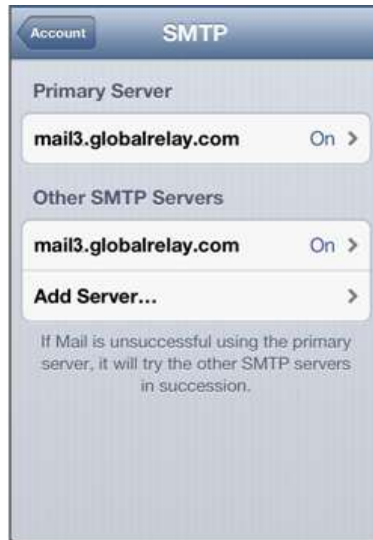 Account
SMTP
Primary Server
mail3.globalrelay.com On
Other SMTP Servers
mail3.globalrelay.com On
Add Server...
If Mail is unsuccessful using the primary
server, it will try the other SMTP servers
in succession.